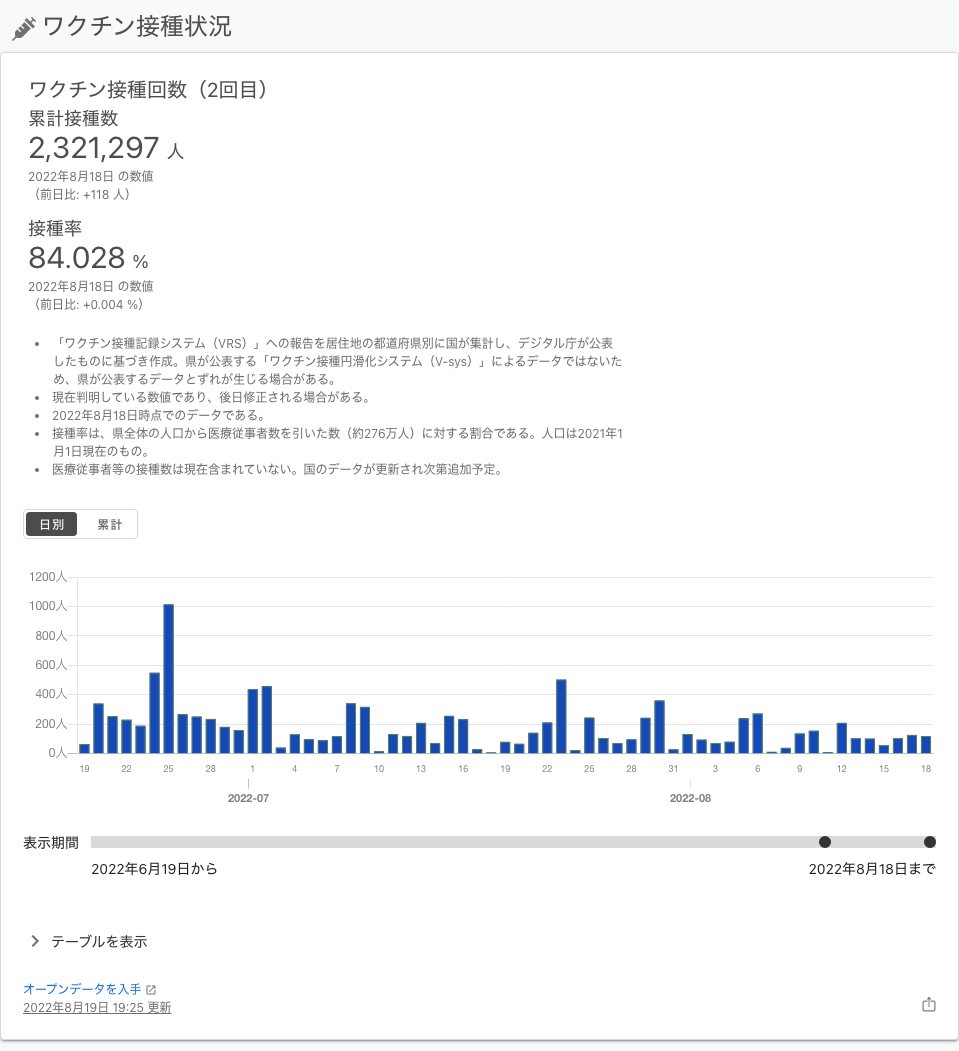 ワクチン接種状況
ワクチン接種回数（2回目）
累計接種数
2,321,297 人
2022年8月18日 の数値
（前日比: +118 人）
接種率
84.028 %
2022年8月18日 の数値
（前日比: +0.004 %）
• 「ワクチン接種記録システム（VRS）」への報告を居住地の都道府県別に国が集計し、デジタル庁が公表
したものに基づき作成。県が公表する「ワクチン接種円滑化システム（V-sys）」によるデータではないた
め、県が公表するデータとずれが生じる場合がある。
• 現在判明している数値であり、後日修正される場合がある。
• 2022年8月18日時点でのデータである。
• 接種率は、県全体の人口から医療従事者数を引いた数（約276万人）に対する割合である。人口は2021年1
月1日現在のもの。
• 医療従事者等の接種数は現在含まれていない。国のデータが更新され次第追加予定。
日別 累計
1200人
1000人
800人
600人
400人
200人
0人
19 22 25 28 1 4 7 10 13 16 19 22 25 28 31 3 6 9 12 15 18
2022-07 2022-08
表示期間
2022年6月19日から 2022年8月18日まで
テーブルを表示
オープンデータを入手
2022年8月19日 19:25 更新